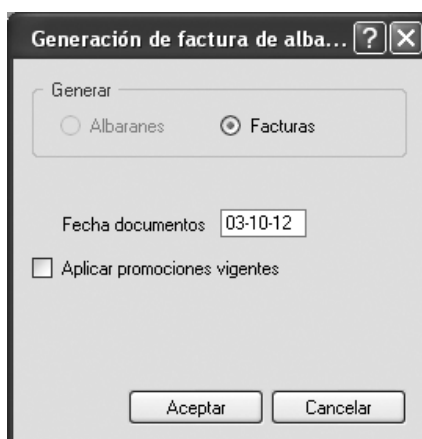 Generación de factura de alba...
Generar
Albaranes Facturas
Fecha documentos 03-10-12
Aplicar promociones vigentes
Aceptar Cancelar